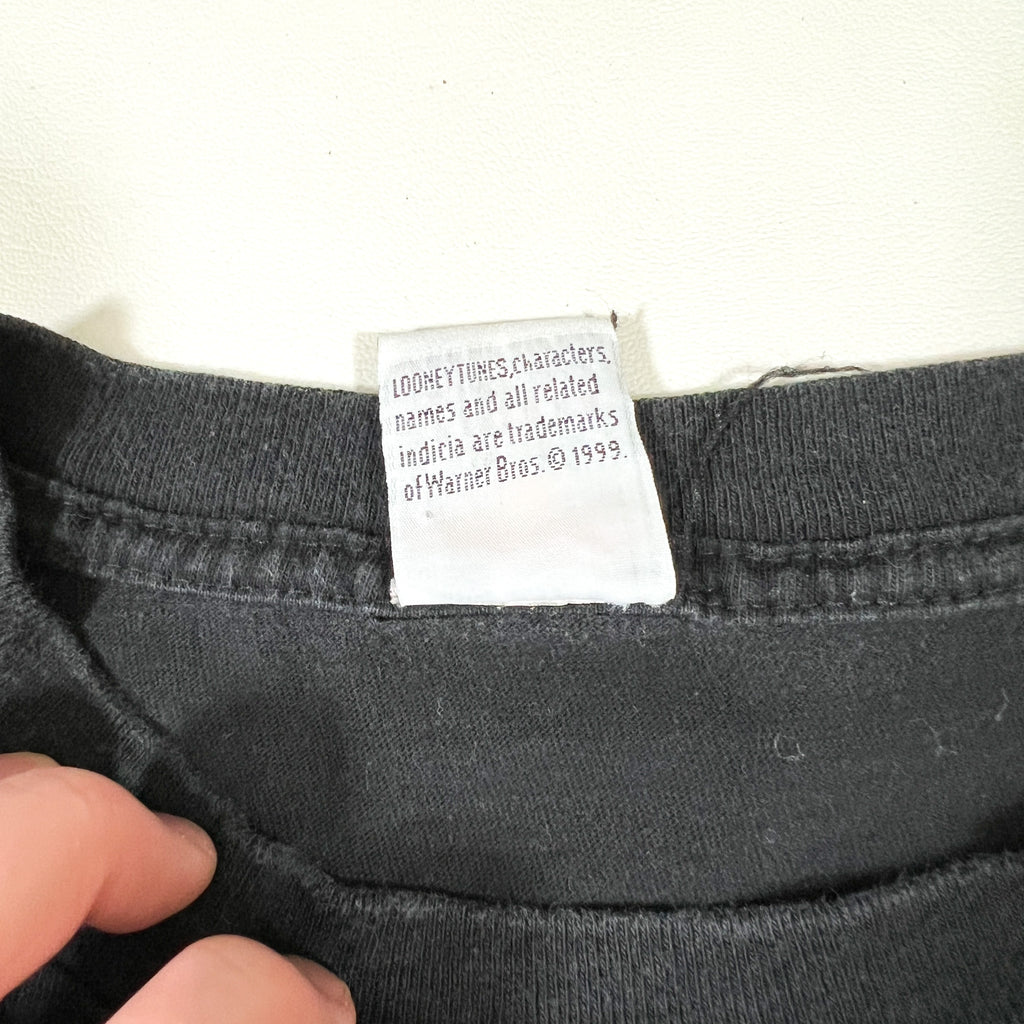 LOONEY TUNES, characters,
names and all related
indicia are trademarks
of Warner Bros. © 1999.